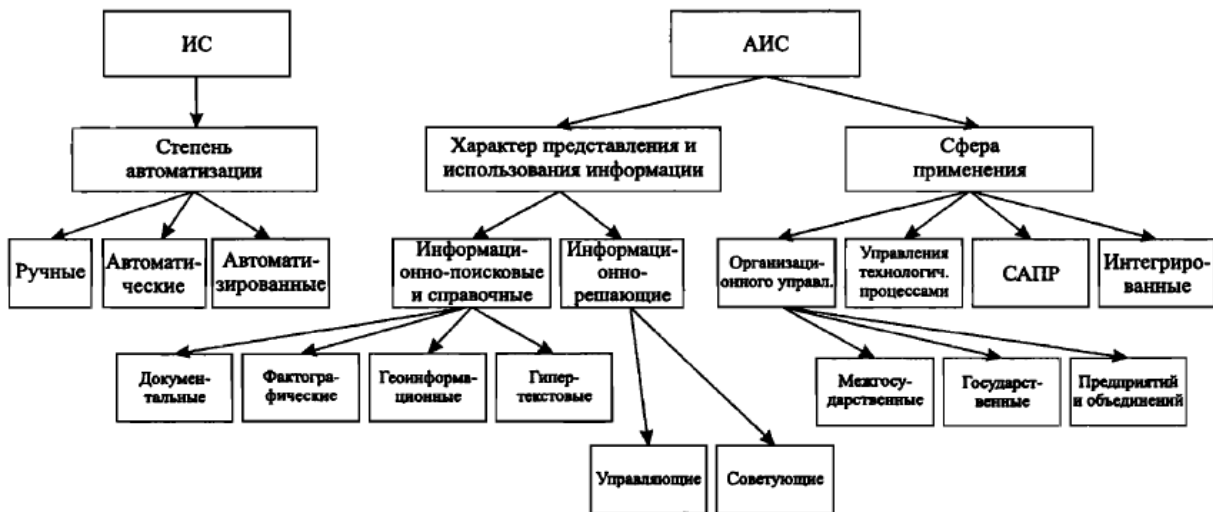 ИС
АИС
Степень
автоматизации
Характер представления и
использования информации
Сфера
применения
Ручные
Автомати-
ческие
Автомати-
зированные
Информаци-
онно-поисковые
и справочные
Информаци-
онно-
решающие
Организаци-
онного управл.
Управления
технологич.
процессами
САПР
Интегриро-
ванные
Докумен-
тальные
Фактогра-
фические
Геоинформа-
ционные
Гипер-
текстовые
Межгосу-
дарственные
Государст-
венные
Предприятий
и объединений
Управляющие
Советующие